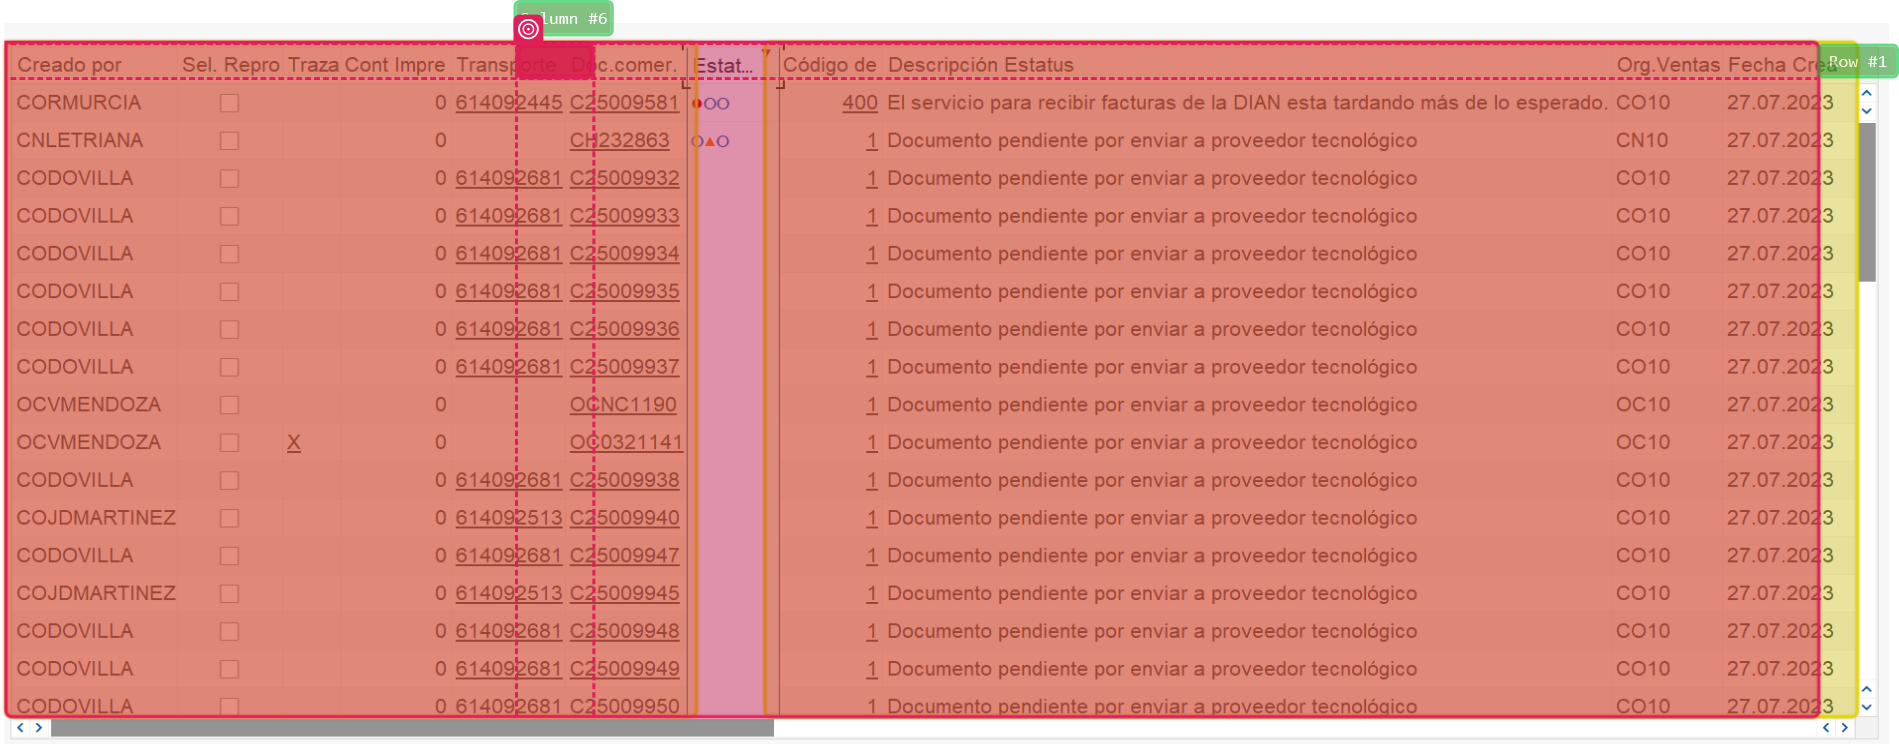 Column #6
Creado por Sel. Repro Traza Cont Impre Transporte Doc.comer. Estat... Código de Descripción Estatus Org.Ventas Fecha Crea Row #1
CORMURCIA 0 614092445 C25009581 400 El servicio para recibir facturas de la DIAN esta tardando más de lo esperado. CO10 27.07.2023
CNLETRIANA 0 CH232863 1 Documento pendiente por enviar a proveedor tecnológico CN10 27.07.2023
CODOVILLA 0 614092681 C25009932 1 Documento pendiente por enviar a proveedor tecnológico CO10 27.07.2023
CODOVILLA 0 614092681 C25009933 1 Documento pendiente por enviar a proveedor tecnológico CO10 27.07.2023
CODOVILLA 0 614092681 C25009934 1 Documento pendiente por enviar a proveedor tecnológico CO10 27.07.2023
CODOVILLA 0 614092681 C25009935 1 Documento pendiente por enviar a proveedor tecnológico CO10 27.07.2023
CODOVILLA 0 614092681 C25009936 1 Documento pendiente por enviar a proveedor tecnológico CO10 27.07.2023
CODOVILLA 0 614092681 C25009937 1 Documento pendiente por enviar a proveedor tecnológico CO10 27.07.2023
OCVMENDOZA 0 OCNC1190 1 Documento pendiente por enviar a proveedor tecnológico OC10 27.07.2023
OCVMENDOZA X 0 OC0321141 1 Documento pendiente por enviar a proveedor tecnológico OC10 27.07.2023
CODOVILLA 0 614092681 C25009938 1 Documento pendiente por enviar a proveedor tecnológico CO10 27.07.2023
COJDMARTINEZ 0 614092513 C25009940 1 Documento pendiente por enviar a proveedor tecnológico CO10 27.07.2023
CODOVILLA 0 614092681 C25009947 1 Documento pendiente por enviar a proveedor tecnológico CO10 27.07.2023
COJDMARTINEZ 0 614092513 C25009945 1 Documento pendiente por enviar a proveedor tecnológico CO10 27.07.2023
CODOVILLA 0 614092681 C25009948 1 Documento pendiente por enviar a proveedor tecnológico CO10 27.07.2023
CODOVILLA 0 614092681 C25009949 1 Documento pendiente por enviar a proveedor tecnológico CO10 27.07.2023
CODOVILLA 0 614092681 C25009950 1 Documento pendiente por enviar a proveedor tecnológico CO10 27.07.2023